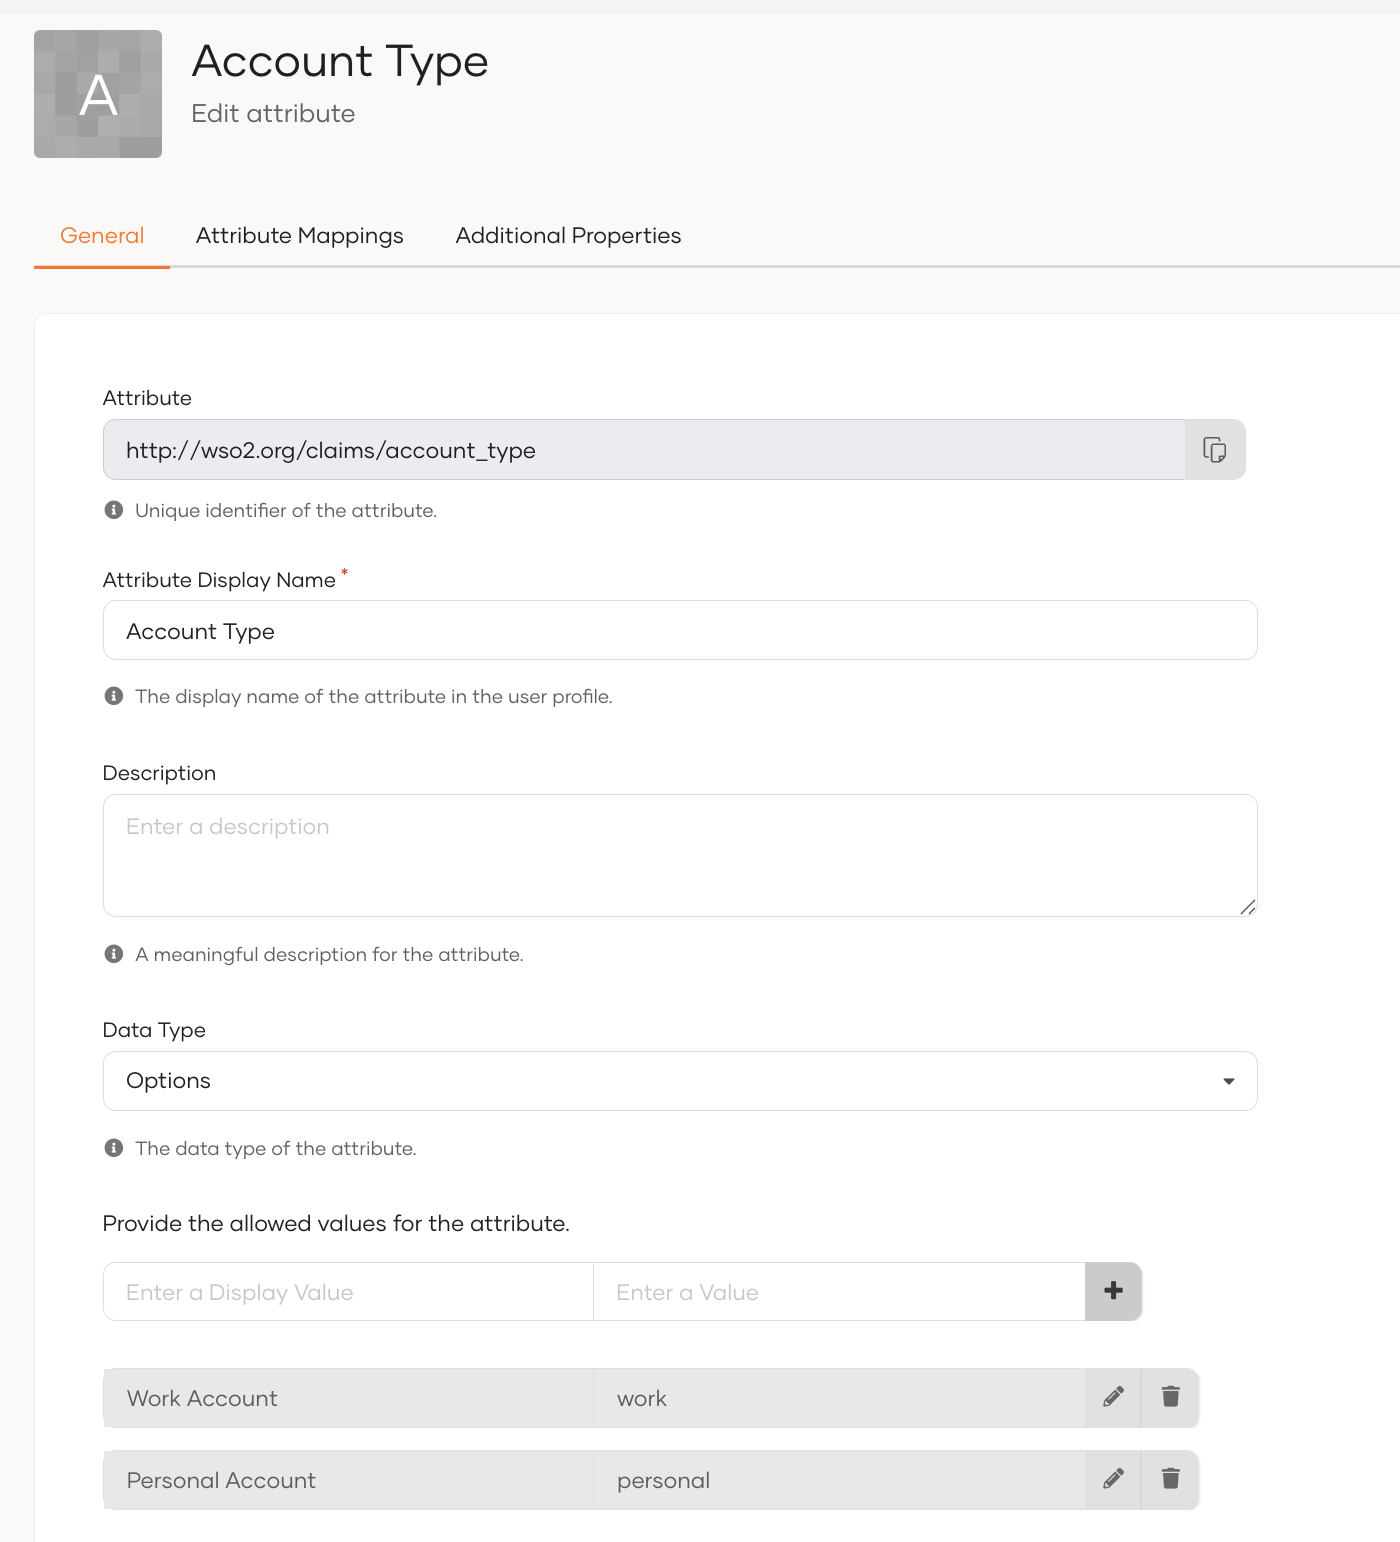 A
Account Type
Edit attribute
General Attribute Mappings Additional Properties
Attribute
http://wso2.org/claims/account_type
Unique identifier of the attribute.
Attribute Display Name *
Account Type
The display name of the attribute in the user profile.
Description
Enter a description
A meaningful description for the attribute.
Data Type
Options
The data type of the attribute.
Provide the allowed values for the attribute.
Enter a Display Value Enter a Value
Work Account work
Personal Account personal